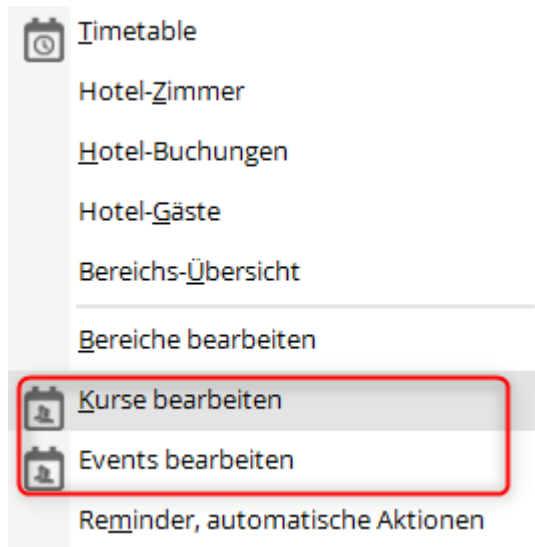 Timetable
Hotel-Zimmer
Hotel-Buchungen
Hotel-Gäste
Bereichs-Übersicht
Bereiche bearbeiten
Kurse bearbeiten
Events bearbeiten
Reminder, automatische Aktionen